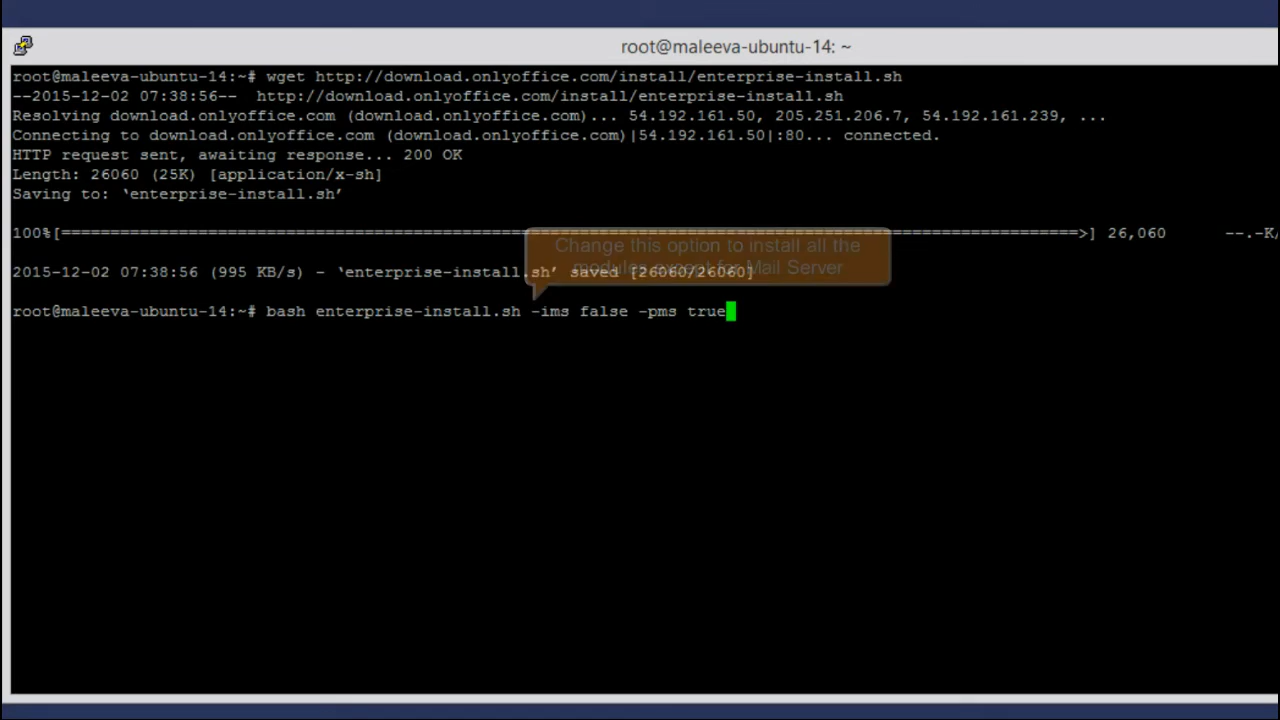 root@maleeva-ubuntu-14: ~
root@maleeva-ubuntu-14:~# wget http://download.onlyoffice.com/install/enterprise-install.sh
--2015-12-02 07:38:56--  http://download.onlyoffice.com/install/enterprise-install.sh
Resolving download.onlyoffice.com (download.onlyoffice.com)... 54.192.161.50, 205.251.206.7, 54.192.161.239, ...
Connecting to download.onlyoffice.com (download.onlyoffice.com)|54.192.161.50|:80... connected.
HTTP request sent, awaiting response... 200 OK
Length: 26060 (25K) [application/x-sh]
Saving to: ‘enterprise-install.sh’
100%[=========================================================================================================>] 26,060      --.-K/
Change this option to install all the
modules except for Mail Server
2015-12-02 07:38:56 (995 KB/s) - ‘enterprise-install.sh’ saved [26060/26060]
root@maleeva-ubuntu-14:~# bash enterprise-install.sh -ims false -pms true